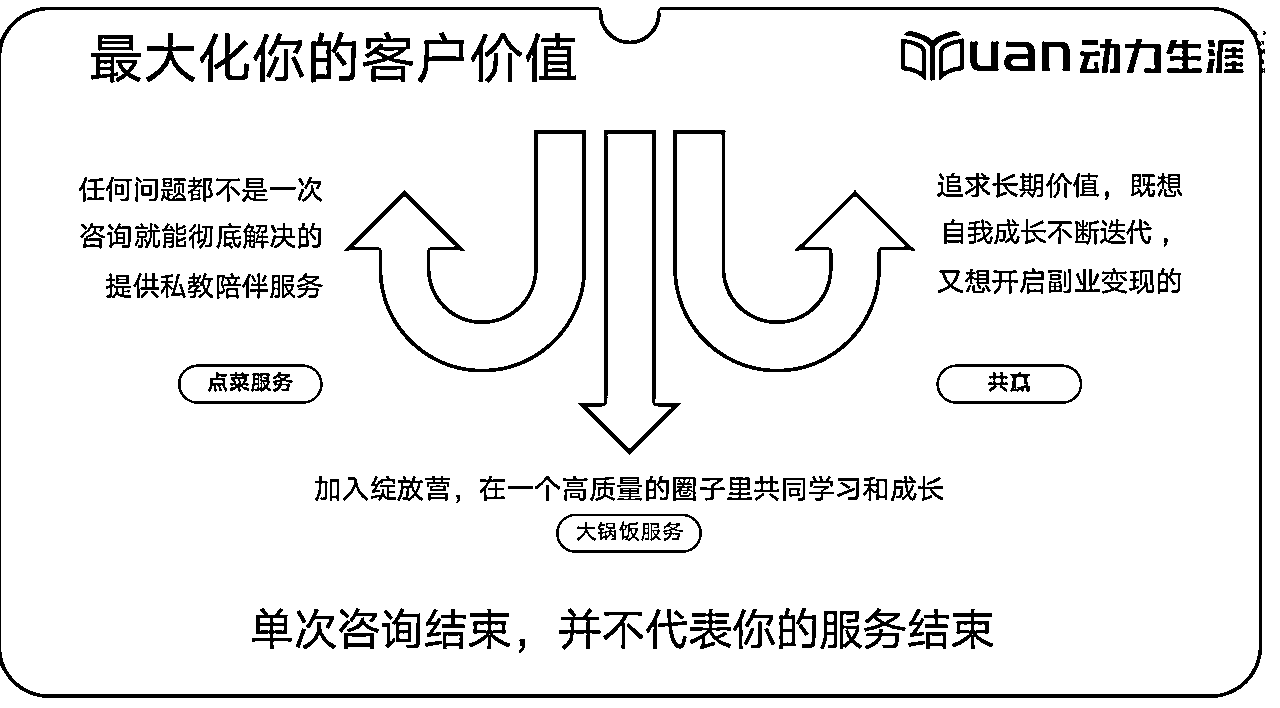 最大化你的客户价值
Yuan动力生涯
任何问题都不是一次
咨询就能彻底解决的
提供私教陪伴服务
点菜服务
追求长期价值，既想
自我成长不断迭代，
又想开启副业变现的
共赢
加入绽放营，在一个高质量的圈子里共同学习和成长
大锅饭服务
单次咨询结束，并不代表你的服务结束